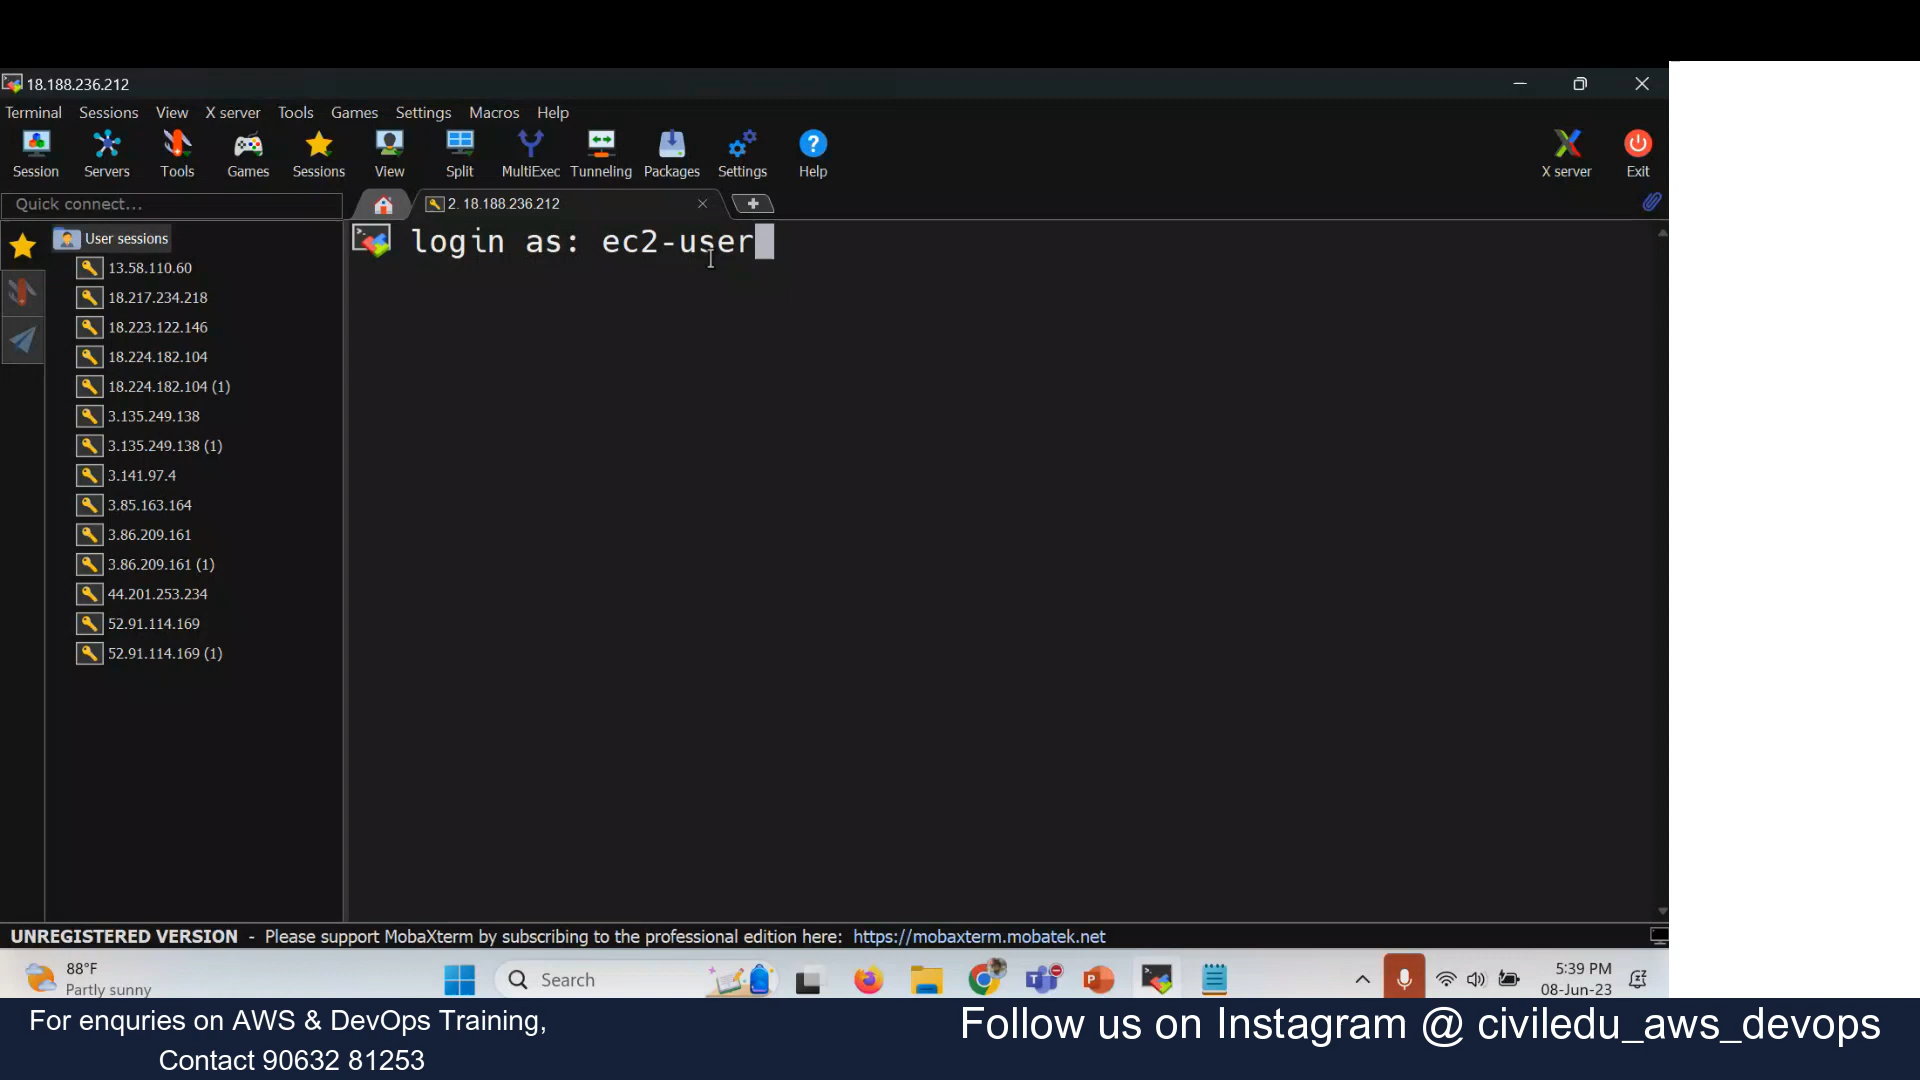 18.188.236.212
Terminal Sessions View X server Tools Games Settings Macros Help
Session Servers Tools Games Sessions View Split MultiExec Tunneling Packages Settings Help X server Exit
Quick connect...
2. 18.188.236.212
User sessions
login as: ec2-user
13.58.110.60
18.217.234.218
18.223.122.146
18.224.182.104
18.224.182.104 (1)
3.135.249.138
3.135.249.138 (1)
3.141.97.4
3.85.163.164
3.86.209.161
3.86.209.161 (1)
44.201.253.234
52.91.114.169
52.91.114.169 (1)
UNREGISTERED VERSION - Please support MobaXterm by subscribing to the professional edition here: https://mobaxterm.mobatek.net
88°F
Partly sunny
Search
5:39 PM
08-Jun-23
For enquries on AWS & DevOps Training,
Contact 90632 81253
Follow us on Instagram @ civiledu_aws_devops